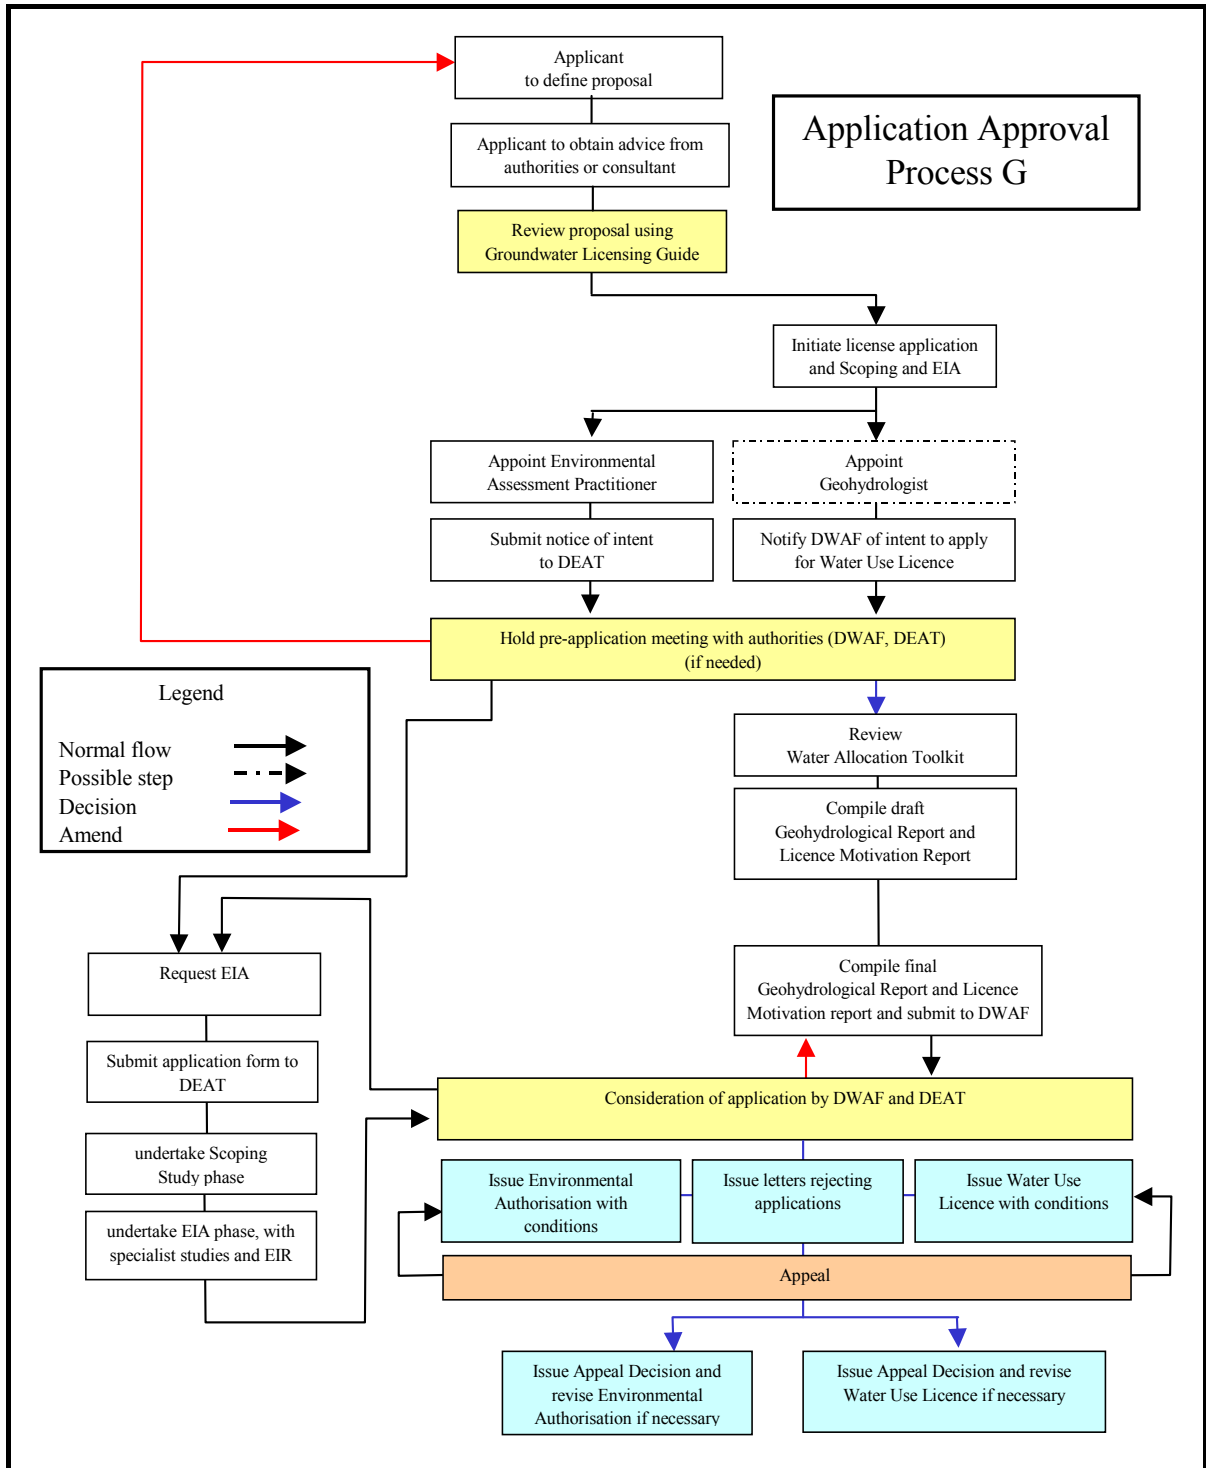 Applicant
to define proposal
Application Approval
Process G
Applicant to obtain advice from
authorities or consultant
Review proposal using
Groundwater Licensing Guide
Initiate license application
and Scoping and EIA
Appoint Environmental
Assessment Practitioner
Appoint
Geohydrologist
Submit notice of intent
to DEAT
Notify DWAF of intent to apply
for Water Use Licence
Hold pre-application meeting with authorities (DWAF, DEAT)
(if needed)
Legend
Normal flow
Possible step
Decision
Amend
Review
Water Allocation Toolkit
Compile draft
Geohydrological Report and
Licence Motivation Report
Compile final
Geohydrological Report and Licence
Motivation report and submit to DWAF
Request EIA
Submit application form to
DEAT
undertake Scoping
Study phase
undertake EIA phase, with
specialist studies and EIR
Consideration of application by DWAF and DEAT
Issue Environmental
Authorisation with
conditions
Issue letters rejecting
applications
Issue Water Use
Licence with conditions
Appeal
Issue Appeal Decision and
revise Environmental
Authorisation if necessary
Issue Appeal Decision and revise
Water Use Licence if necessary